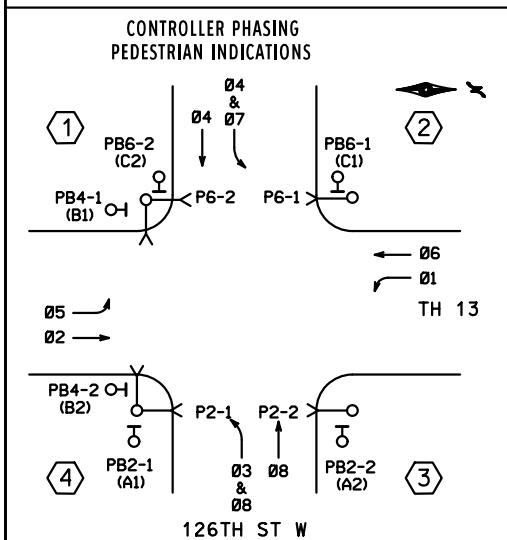 CONTROLLER PHASING
PEDESTRIAN INDICATIONS
1
2
Ø4
&
Ø7
Ø4
PB6-2
(C2)
PB6-1
(C1)
PB4-1
(B1)
P6-2
P6-1
Ø6
Ø1
TH 13
Ø5
Ø2
PB4-2
(B2)
P2-1
P2-2
PB2-1
(A1)
Ø3
&
Ø8
Ø8
PB2-2
(A2)
4
3
126TH ST W